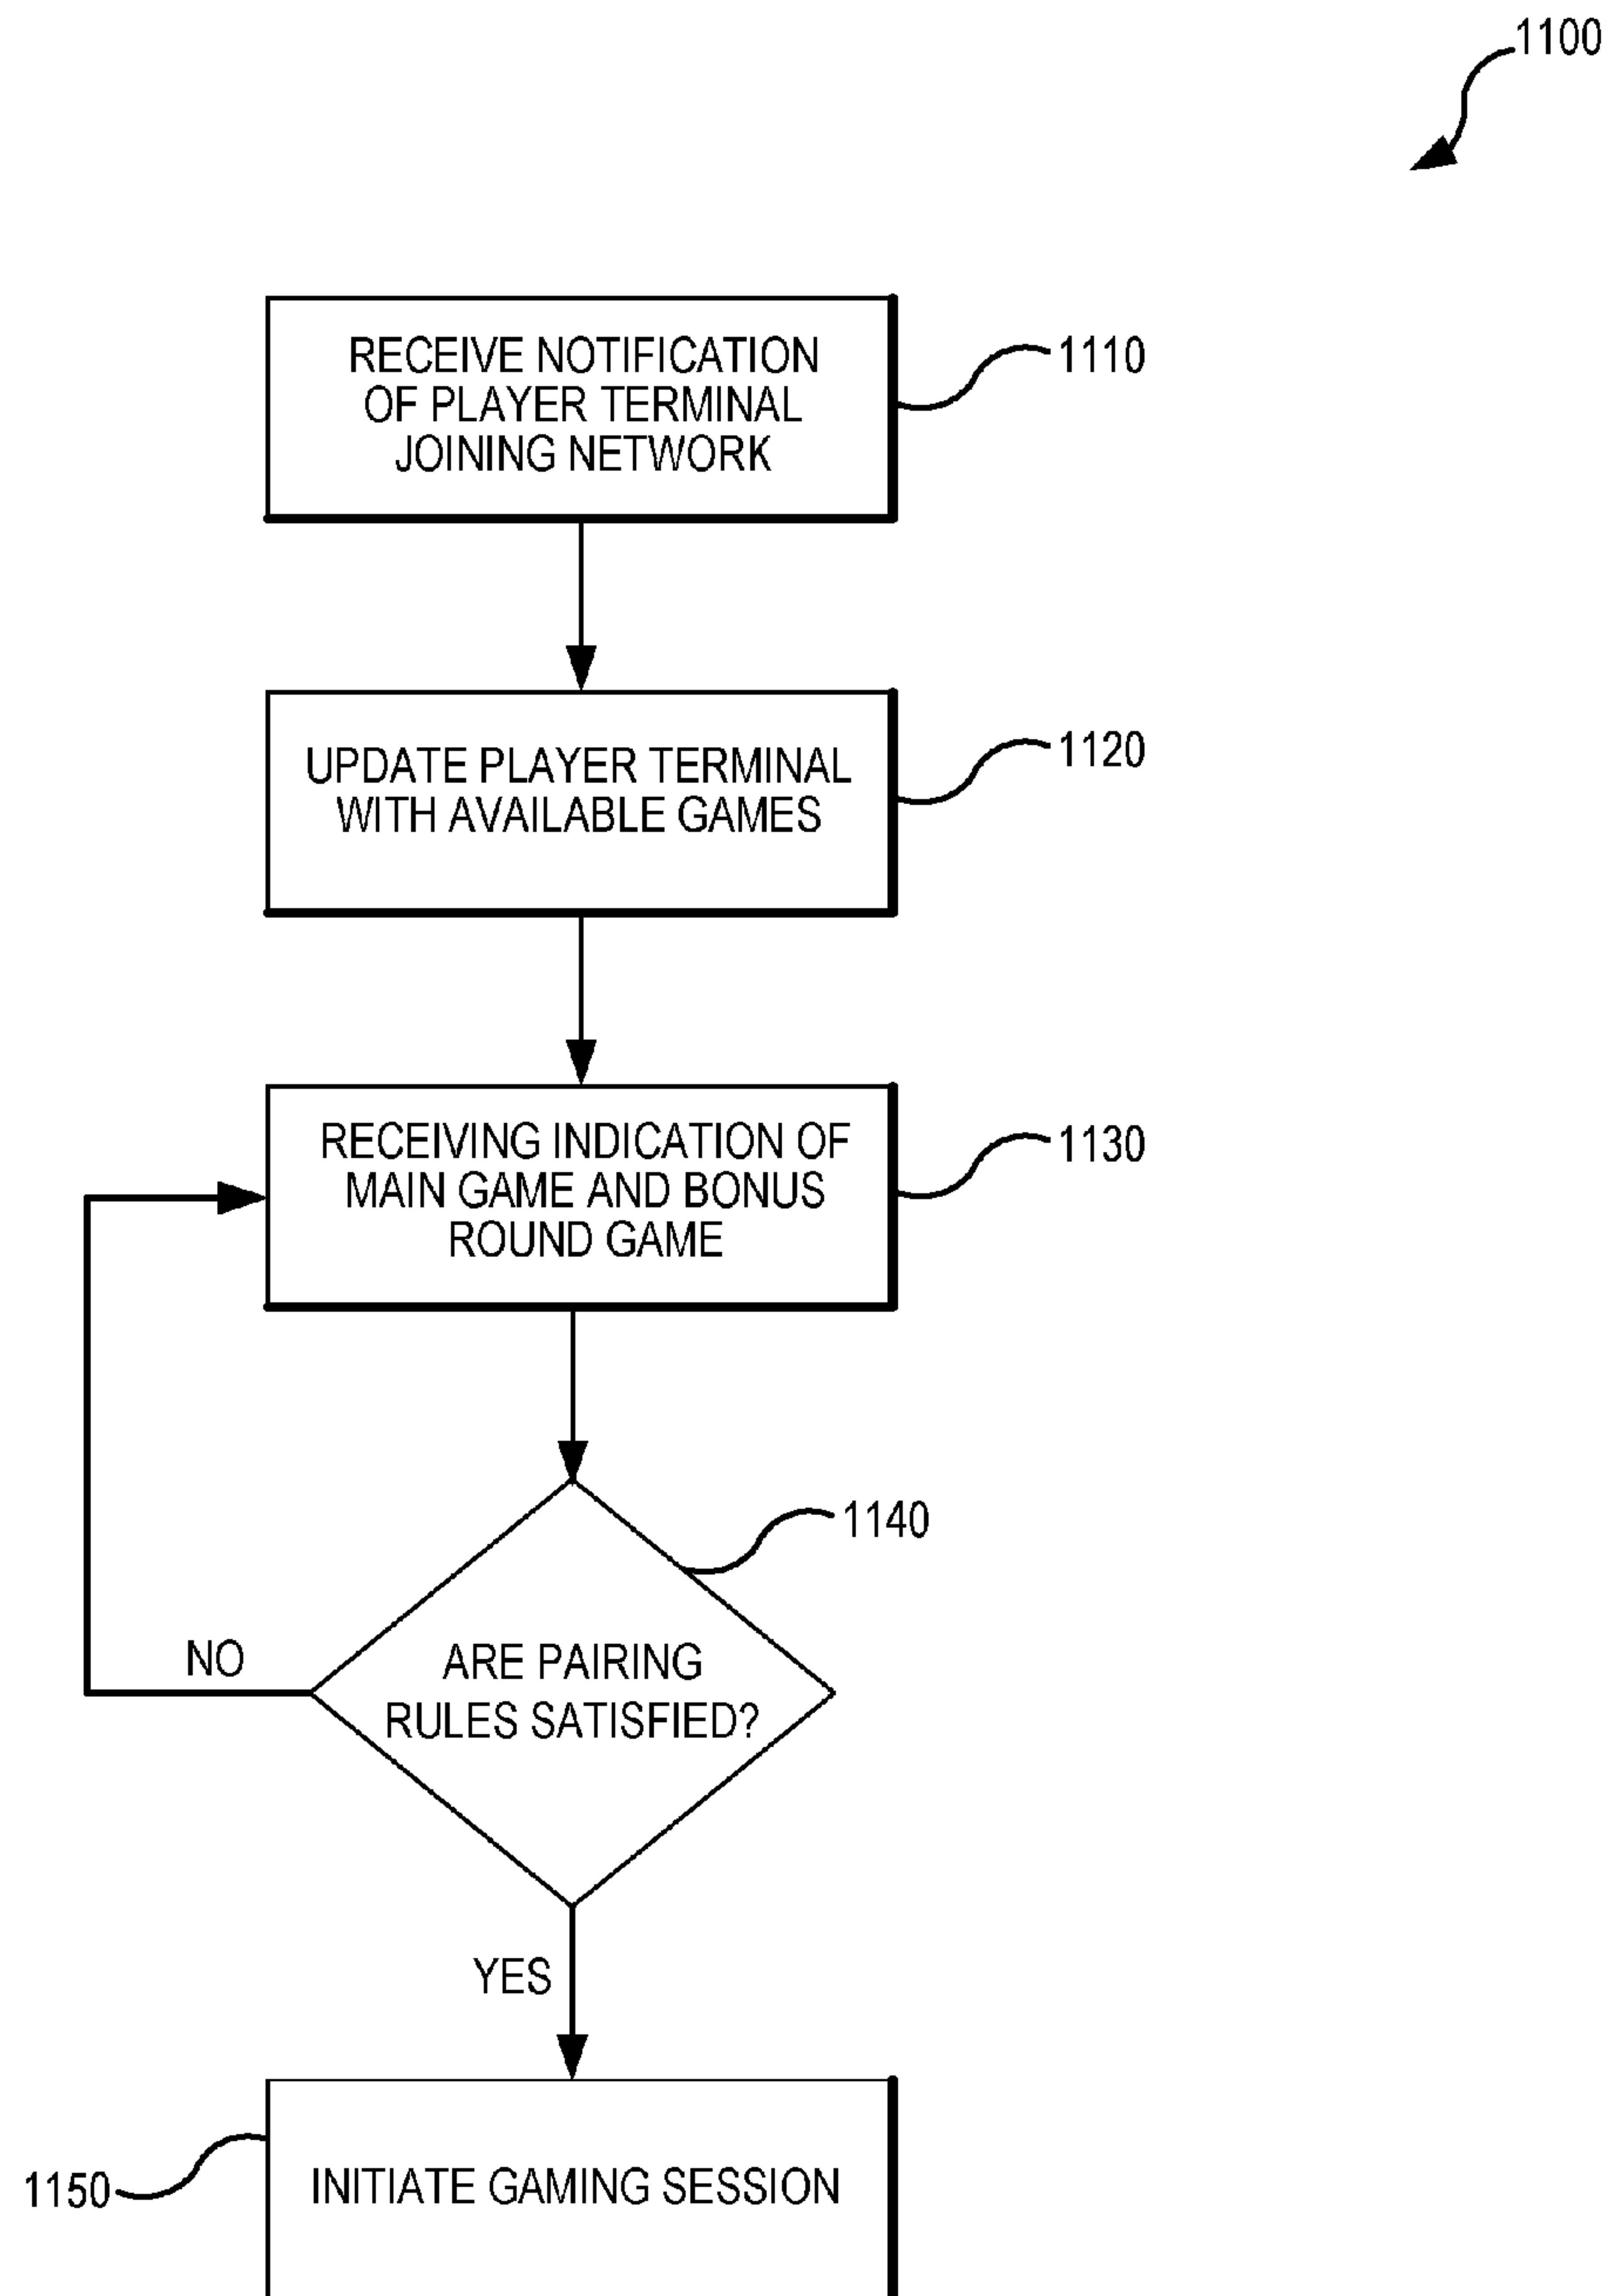 1100
RECEIVE NOTIFICATION
OF PLAYER TERMINAL
JOINING NETWORK
1110
UPDATE PLAYER TERMINAL
WITH AVAILABLE GAMES
1120
RECEIVING INDICATION OF
MAIN GAME AND BONUS
ROUND GAME
1130
1140
ARE PAIRING
RULES SATISFIED?
NO
YES
INITIATE GAMING SESSION
1150